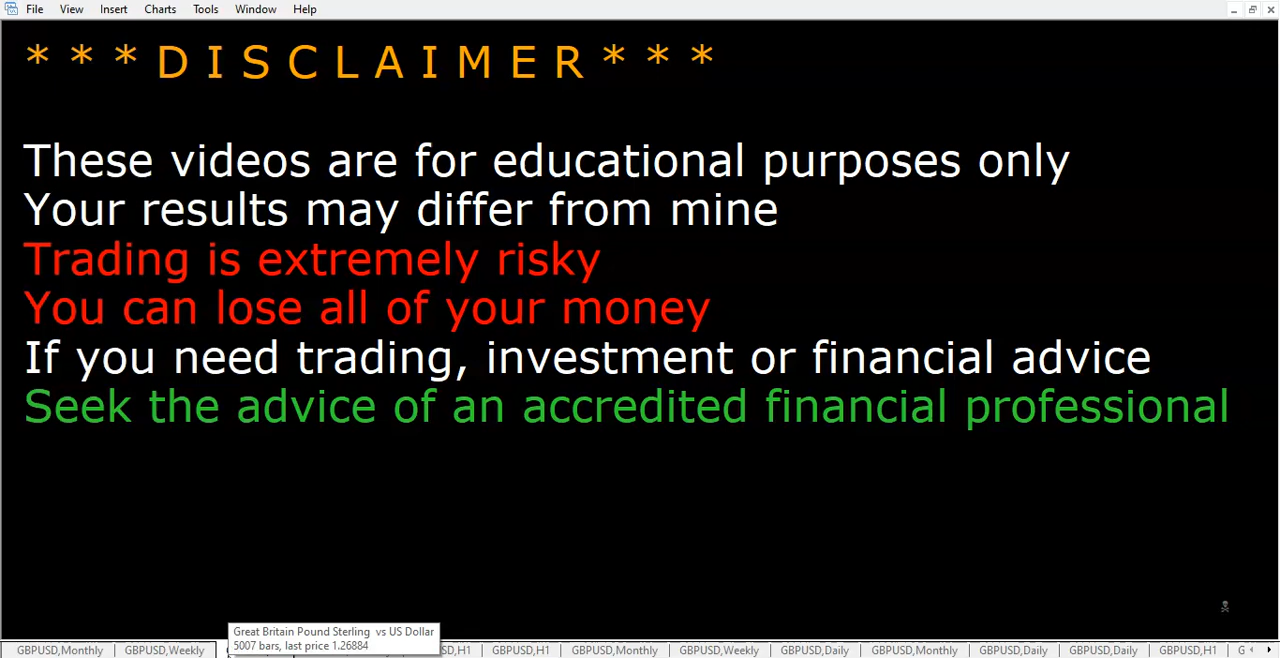 File View Insert Charts Tools Window Help
* * * D I S C L A I M E R * * *
These videos are for educational purposes only
Your results may differ from mine
Trading is extremely risky
You can lose all of your money
If you need trading, investment or financial advice
Seek the advice of an accredited financial professional
Great Britain Pound Sterling vs US Dollar
5007 bars, last price 1.26884
GBPUSD,Monthly GBPUSD,Weekly SD,H1 GBPUSD,H1 GBPUSD,Monthly GBPUSD,Weekly GBPUSD,Daily GBPUSD,Monthly GBPUSD,Daily GBPUSD,Daily GBPUSD,H1 G